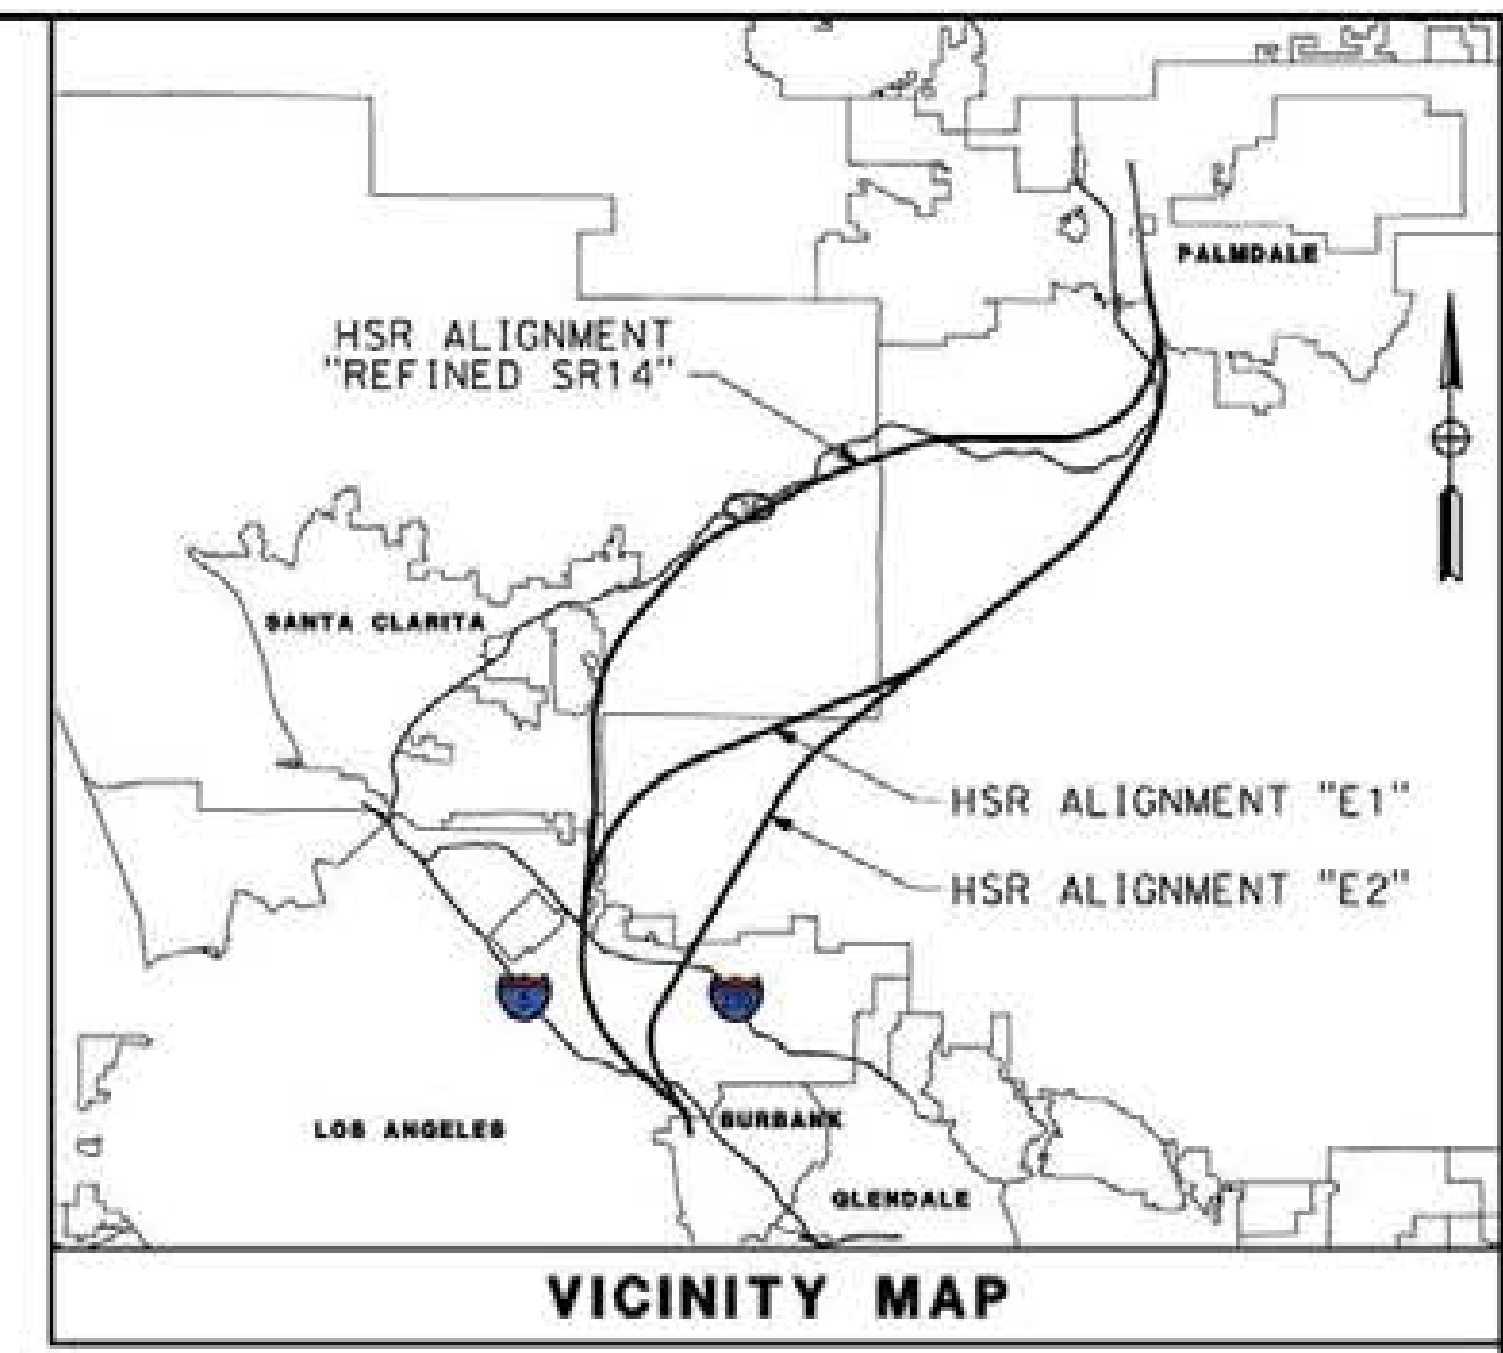 PALMDALE
HSR ALIGNMENT
"REFINED SR14"
SANTA CLARITA
HSR ALIGNMENT "E1"
HSR ALIGNMENT "E2"
5
LOS ANGELES
BURBANK
GLENDALE
VICINITY MAP